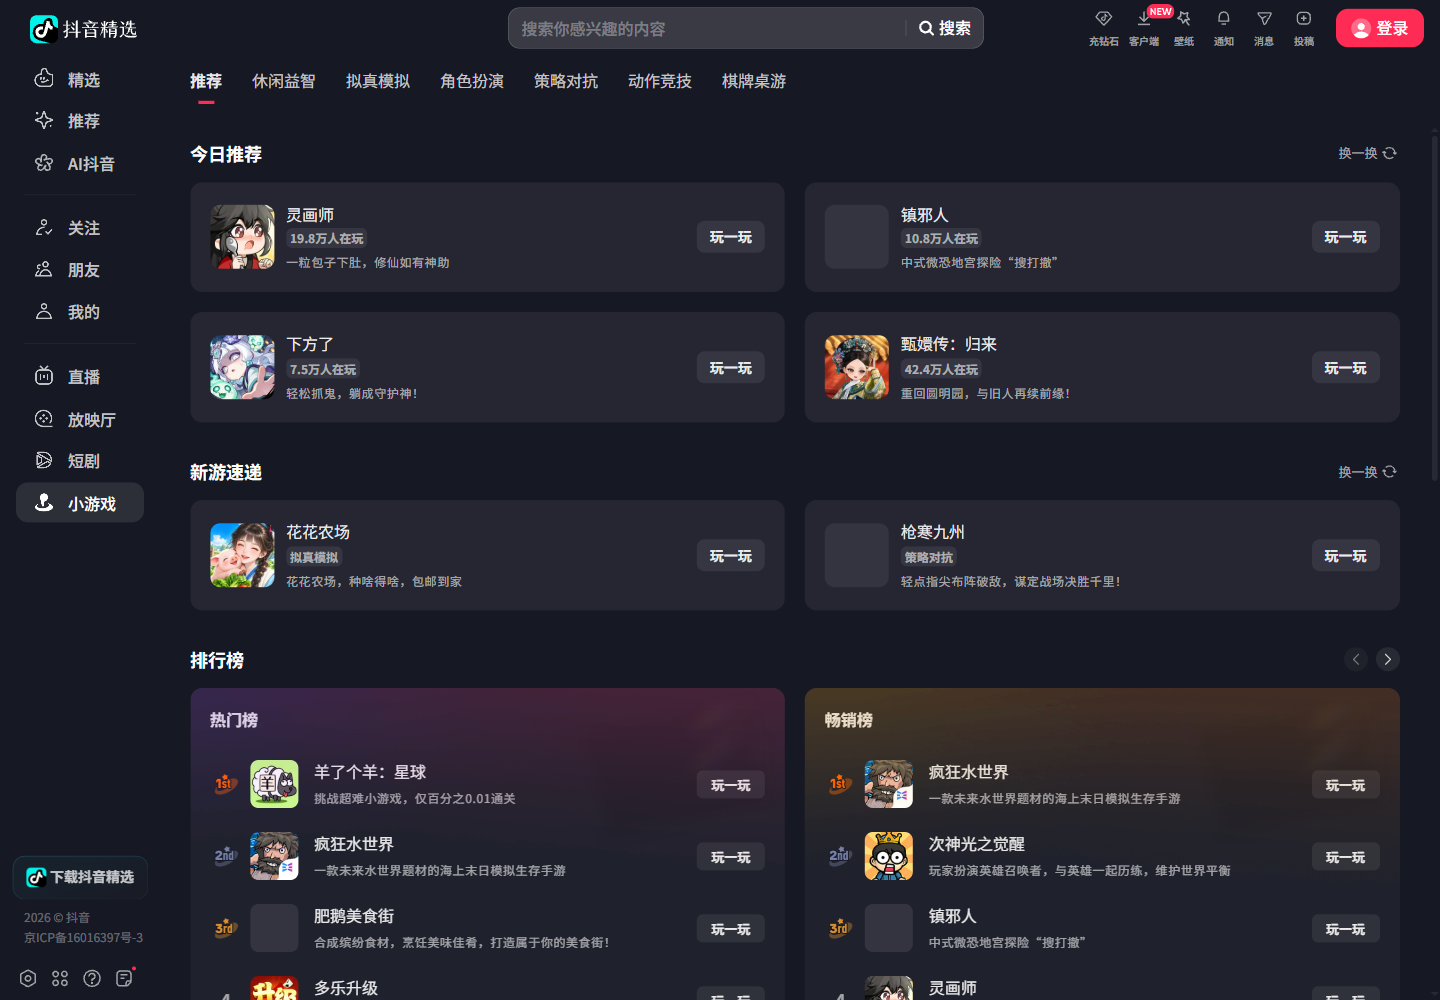 抖音精选
搜索你感兴趣的内容
搜索
充钻石
客户端
NEW
壁纸
通知
消息
投稿
登录
精选
推荐
AI抖音
关注
朋友
我的
直播
放映厅
短剧
小游戏
下载抖音精选
2026 © 抖音
京ICP备16016397号-3
推荐
休闲益智
拟真模拟
角色扮演
策略对抗
动作竞技
棋牌桌游
今日推荐
换一换
灵画师
19.8万人在玩
一粒包子下肚，修仙如有神助
玩一玩
镇邪人
10.8万人在玩
中式微恐地宫探险“搜打撤”
玩一玩
下方了
7.5万人在玩
轻松抓鬼，躺成守护神！
玩一玩
甄嬛传：归来
42.4万人在玩
重回圆明园，与旧人再续前缘！
玩一玩
新游速递
换一换
花花农场
拟真模拟
花花农场，种啥得啥，包邮到家
玩一玩
枪寒九州
策略对抗
轻点指尖布阵破敌，谋定战场决胜千里！
玩一玩
排行榜
热门榜
1st
羊
羊了个羊：星球
挑战超难小游戏，仅百分之0.01通关
玩一玩
2nd
疯狂水世界
一款未来水世界题材的海上末日模拟生存手游
玩一玩
3rd
肥鹅美食街
合成缤纷食材，烹饪美味佳肴，打造属于你的美食街！
玩一玩
4
升级
多乐升级
玩一玩
畅销榜
1st
疯狂水世界
一款未来水世界题材的海上末日模拟生存手游
玩一玩
2nd
次神光之觉醒
玩家扮演英雄召唤者，与英雄一起历练，维护世界平衡
玩一玩
3rd
镇邪人
中式微恐地宫探险“搜打撤”
玩一玩
4
灵画师
玩一玩